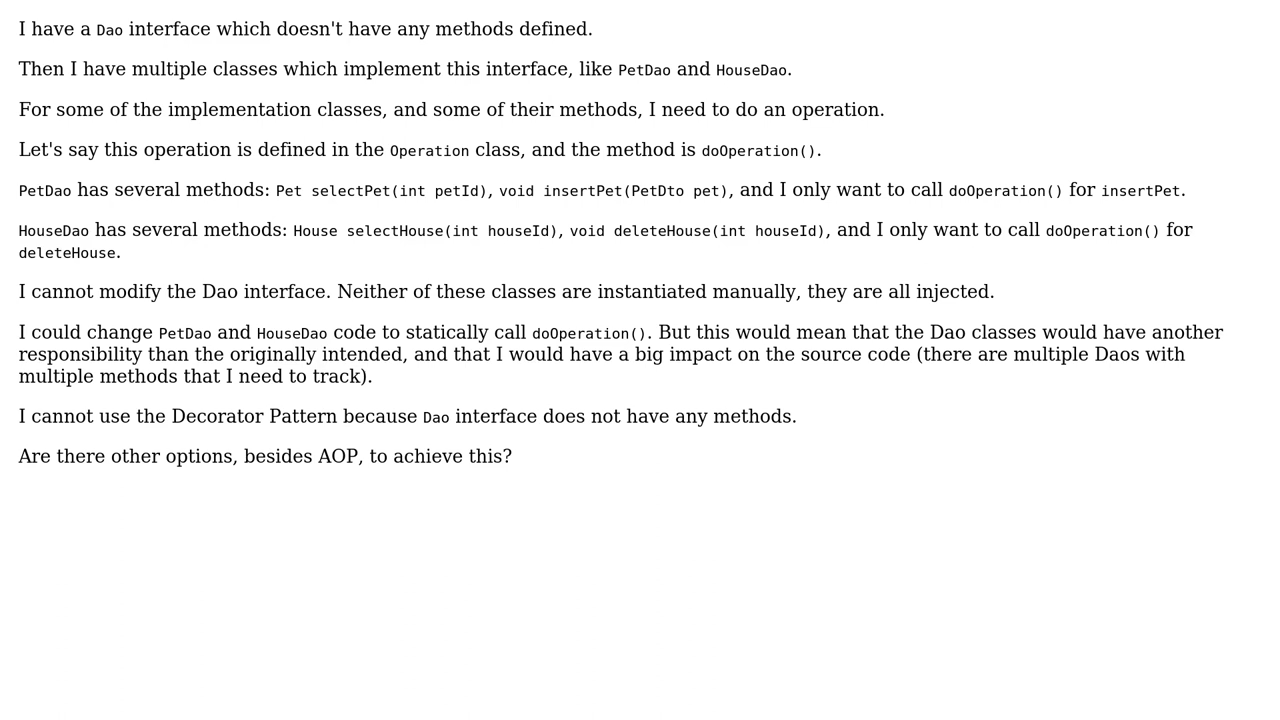 I have a Dao interface which doesn't have any methods defined.
Then I have multiple classes which implement this interface, like PetDao and HouseDao.
For some of the implementation classes, and some of their methods, I need to do an operation.
Let's say this operation is defined in the Operation class, and the method is doOperation().
PetDao has several methods: Pet selectPet(int petId), void insertPet(PetDto pet), and I only want to call doOperation() for insertPet.
HouseDao has several methods: House selectHouse(int houseId), void deleteHouse(int houseId), and I only want to call doOperation() for
deleteHouse.
I cannot modify the Dao interface. Neither of these classes are instantiated manually, they are all injected.
I could change PetDao and HouseDao code to statically call doOperation(). But this would mean that the Dao classes would have another
responsibility than the originally intended, and that I would have a big impact on the source code (there are multiple Daos with
multiple methods that I need to track).
I cannot use the Decorator Pattern because Dao interface does not have any methods.
Are there other options, besides AOP, to achieve this?